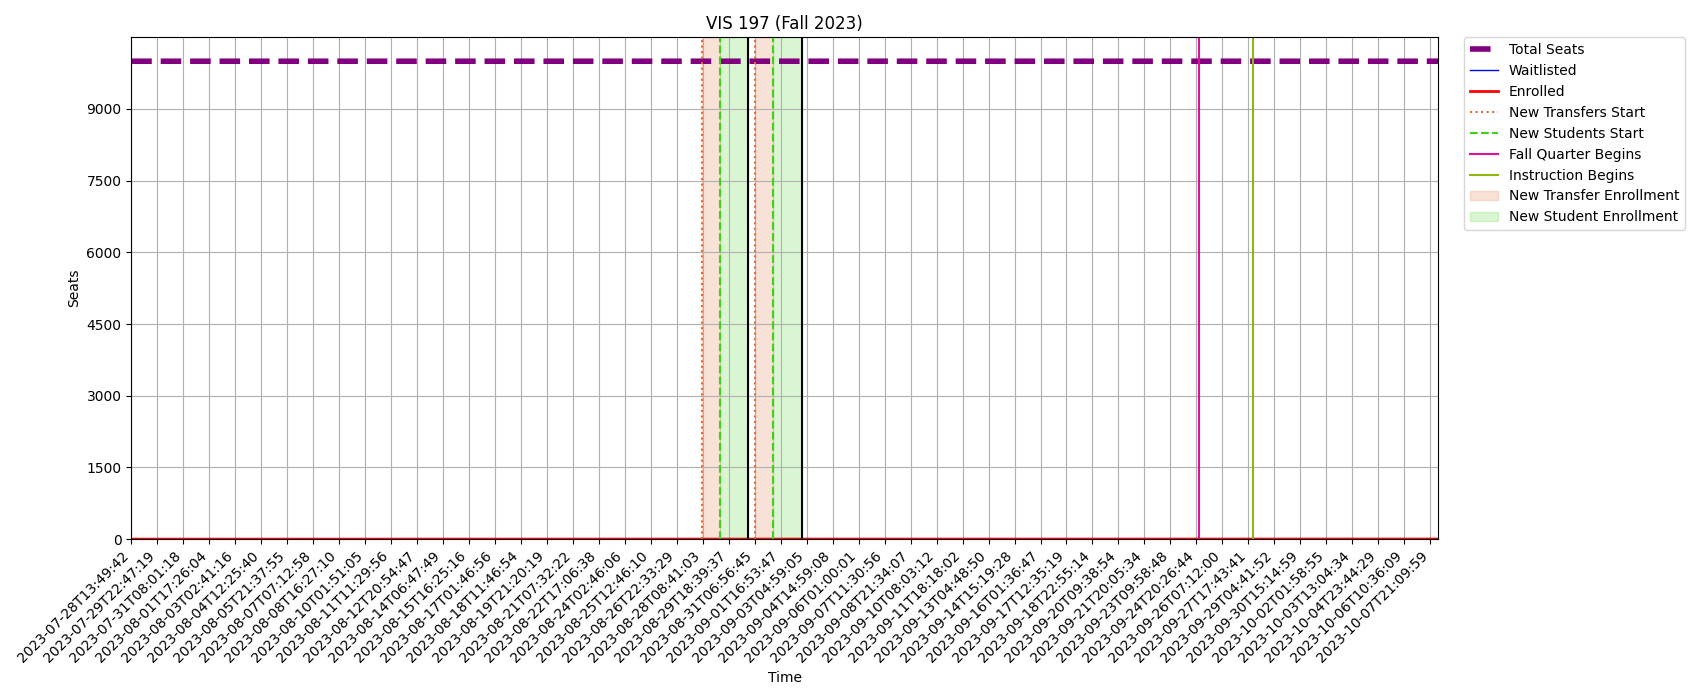 VIS 197 (Fall 2023)
Total Seats
Waitlisted
Enrolled
New Transfers Start
New Students Start
Fall Quarter Begins
Instruction Begins
New Transfer Enrollment
New Student Enrollment
Seats
9000
7500
6000
4500
3000
1500
0
2023-07-28T13:49:42
2023-07-29T22:47:19
2023-07-31T08:01:18
2023-08-01T17:26:04
2023-08-03T02:41:16
2023-08-04T12:25:40
2023-08-05T21:37:55
2023-08-07T07:12:58
2023-08-08T16:27:10
2023-08-10T01:51:05
2023-08-11T11:29:56
2023-08-12T20:54:47
2023-08-14T06:47:49
2023-08-15T16:25:16
2023-08-17T01:46:56
2023-08-18T11:46:54
2023-08-19T21:20:19
2023-08-21T07:32:22
2023-08-22T17:06:38
2023-08-24T02:46:06
2023-08-25T12:46:10
2023-08-26T22:33:29
2023-08-28T08:41:03
2023-08-29T18:39:37
2023-08-31T06:56:45
2023-09-01T16:53:47
2023-09-03T04:59:05
2023-09-04T14:59:08
2023-09-06T01:00:01
2023-09-07T11:30:56
2023-09-08T21:34:07
2023-09-10T08:03:12
2023-09-11T18:18:02
2023-09-13T04:48:50
2023-09-14T15:19:28
2023-09-16T01:36:47
2023-09-17T12:35:19
2023-09-18T22:55:14
2023-09-20T09:38:54
2023-09-21T20:05:34
2023-09-23T09:58:48
2023-09-24T20:26:44
2023-09-26T07:12:00
2023-09-27T17:43:41
2023-09-29T04:41:52
2023-09-30T15:14:59
2023-10-02T01:58:55
2023-10-03T13:04:34
2023-10-04T23:44:29
2023-10-06T10:36:09
2023-10-07T21:09:59
Time